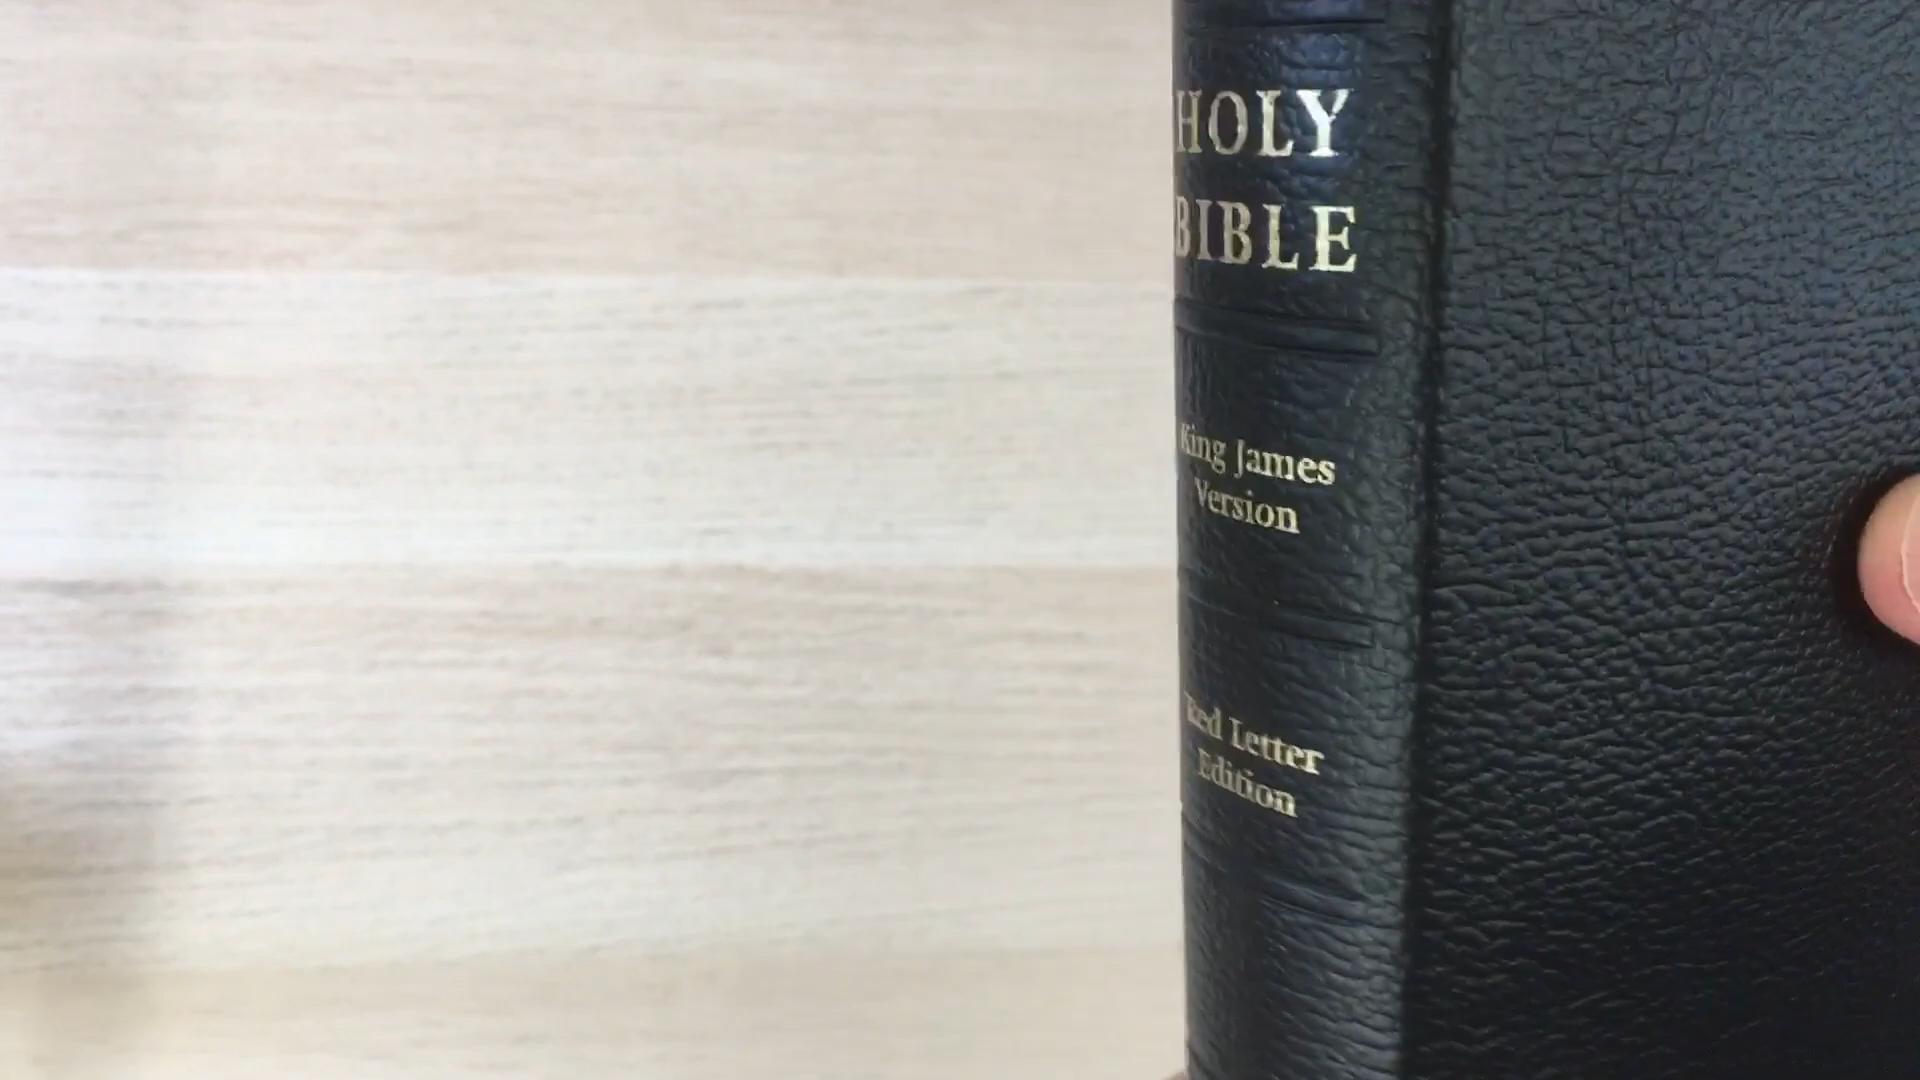 HOLY
BIBLE
King James
Version
Red Letter
Edition